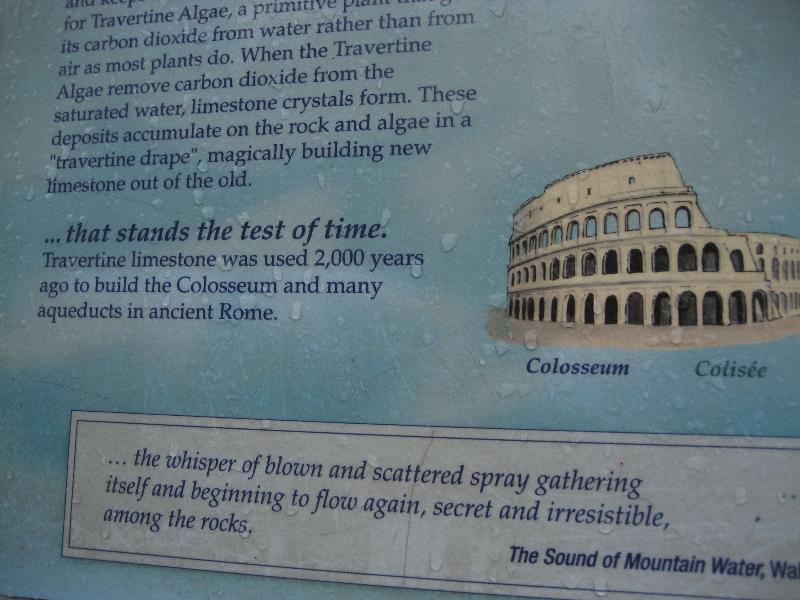 and keeps
for Travertine Algae, a primitive plant that g
its carbon dioxide from water rather than from
air as most plants do. When the Travertine
Algae remove carbon dioxide from the
saturated water, limestone crystals form. These
deposits accumulate on the rock and algae in a
"travertine drape", magically building new
limestone out of the old.
...that stands the test of time.
Travertine limestone was used 2,000 years
ago to build the Colosseum and many
aqueducts in ancient Rome.
Colosseum Colisée
... the whisper of blown and scattered spray gathering
itself and beginning to flow again, secret and irresistible,
among the rocks.
The Sound of Mountain Water, Wal